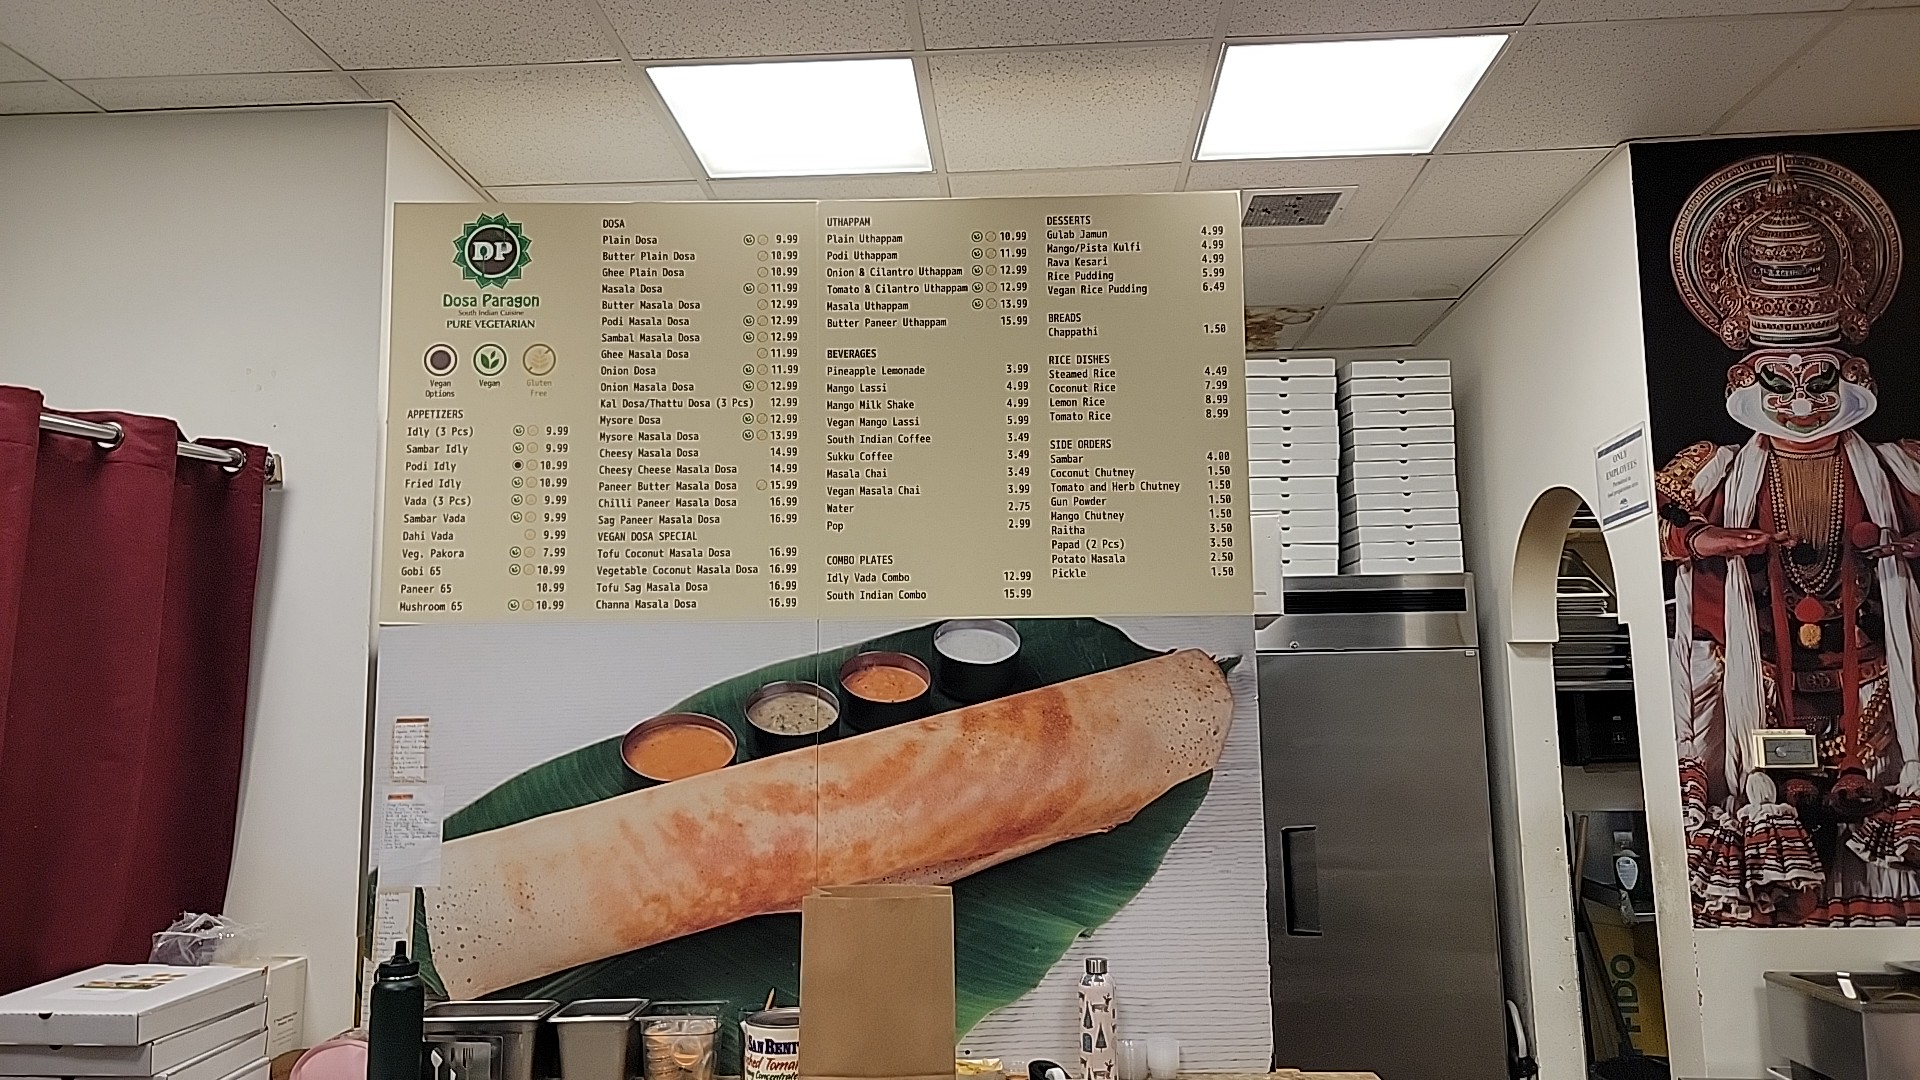 DP
Dosa Paragon
South Indian Cuisine
PURE VEGETARIAN
Vegan Options
Vegan
Gluten Free
APPETIZERS
Idly (3 Pcs) 9.99
Sambar Idly 9.99
Podi Idly 10.99
Fried Idly 10.99
Vada (3 Pcs) 9.99
Sambar Vada 9.99
Dahi Vada 9.99
Veg. Pakora 7.99
Gobi 65 10.99
Paneer 65 10.99
Mushroom 65 10.99
DOSA
Plain Dosa 9.99
Butter Plain Dosa 10.99
Ghee Plain Dosa 10.99
Masala Dosa 11.99
Butter Masala Dosa 12.99
Podi Masala Dosa 12.99
Sambal Masala Dosa 12.99
Ghee Masala Dosa 11.99
Onion Dosa 11.99
Onion Masala Dosa 12.99
Kal Dosa/Thattu Dosa (3 Pcs) 12.99
Mysore Dosa 12.99
Mysore Masala Dosa 13.99
Cheesy Masala Dosa 14.99
Cheesy Cheese Masala Dosa 14.99
Paneer Butter Masala Dosa 15.99
Chilli Paneer Masala Dosa 16.99
Sag Paneer Masala Dosa 16.99
VEGAN DOSA SPECIAL
Tofu Coconut Masala Dosa 16.99
Vegetable Coconut Masala Dosa 16.99
Tofu Sag Masala Dosa 16.99
Channa Masala Dosa 16.99
UTHAPPAM
Plain Uthappam 10.99
Podi Uthappam 11.99
Onion & Cilantro Uthappam 12.99
Tomato & Cilantro Uthappam 12.99
Masala Uthappam 13.99
Butter Paneer Uthappam 15.99
BEVERAGES
Pineapple Lemonade 3.99
Mango Lassi 4.99
Mango Milk Shake 4.99
Vegan Mango Lassi 5.99
South Indian Coffee 3.49
Sukku Coffee 3.49
Masala Chai 3.49
Vegan Masala Chai 3.99
Water 2.75
Pop 2.99
COMBO PLATES
Idly Vada Combo 12.99
South Indian Combo 15.99
DESSERTS
Gulab Jamun 4.99
Mango/Pista Kulfi 4.99
Rava Kesari 4.99
Rice Pudding 5.99
Vegan Rice Pudding 6.49
BREADS
Chappathi 1.50
RICE DISHES
Steamed Rice 4.49
Coconut Rice 7.99
Lemon Rice 8.99
Tomato Rice 8.99
SIDE ORDERS
Sambar 4.00
Coconut Chutney 1.50
Tomato and Herb Chutney 1.50
Gun Powder 1.50
Mango Chutney 1.50
Raitha 3.50
Papad (2 Pcs) 3.50
Potato Masala 2.50
Pickle 1.50
ONLY
EMPLOYEES
FIDO
SAN BENI